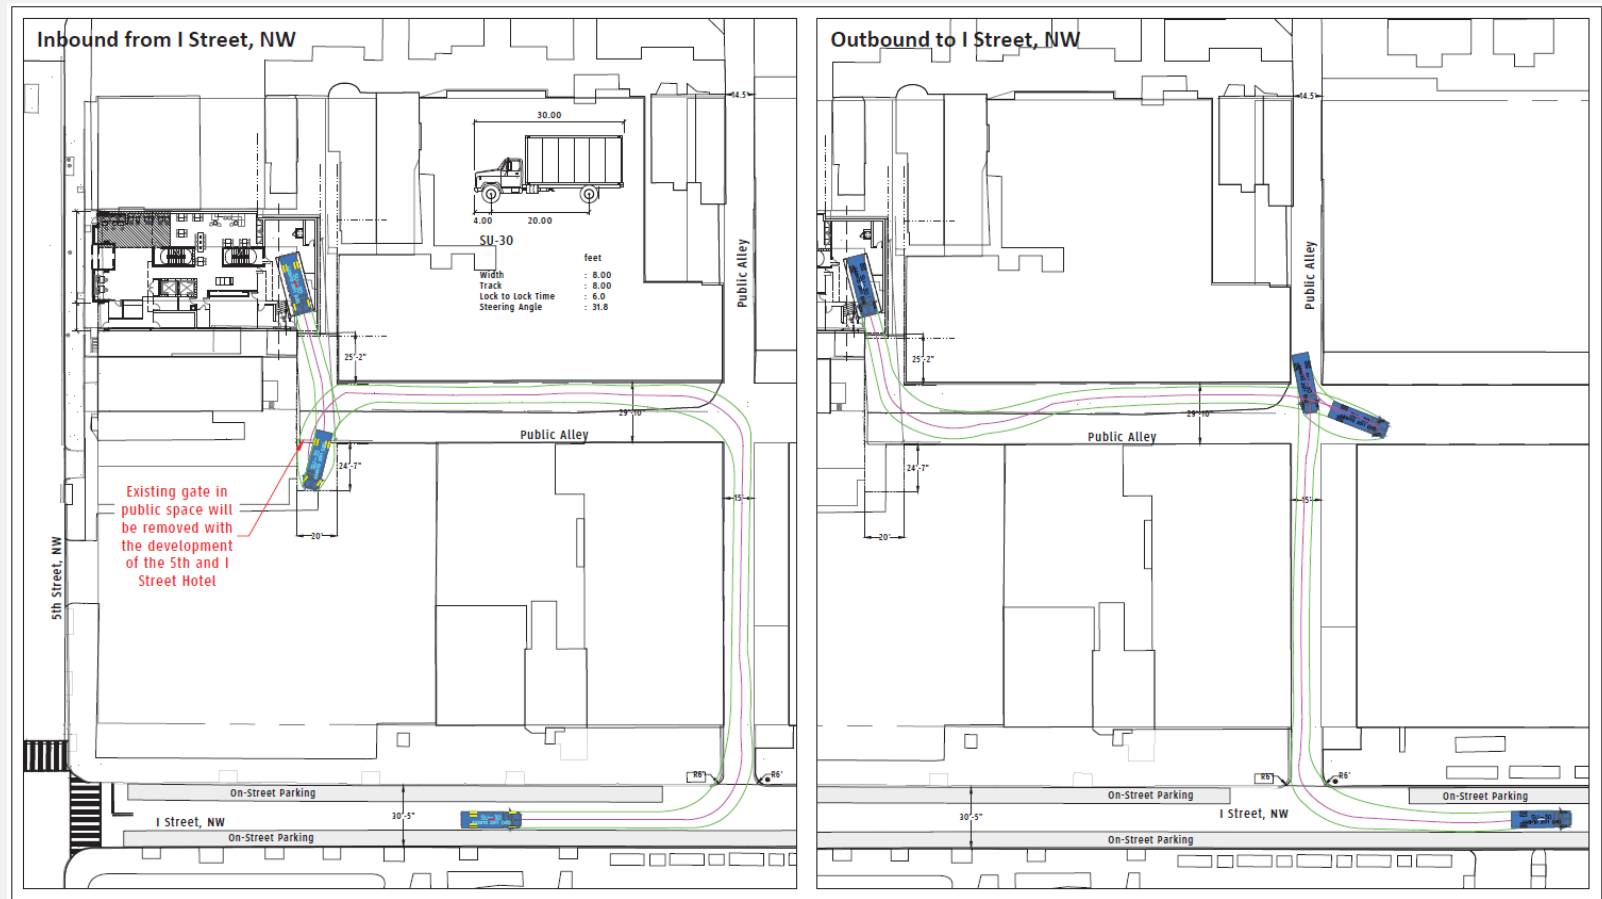 Inbound from I Street, NW
14.5'
30.00
4.00
20.00
SU-30
feet
Width : 8.00
Track : 8.00
Lock to Lock Time : 6.0
Steering Angle : 31.8
Public Alley
25'-2"
29'-10"
Public Alley
24'-7"
Existing gate in
public space will
be removed with
the development
of the 5th and I
Street Hotel
15'
20'
5th Street, NW
R6'
R6'
On-Street Parking
I Street, NW
30'-5"
On-Street Parking
Outbound to I Street, NW
14.5'
Public Alley
25'-2"
29'-10"
Public Alley
24'-7"
15'
20'
R6'
R6'
On-Street Parking
On-Street Parking
30'-5"
I Street, NW
On-Street Parking